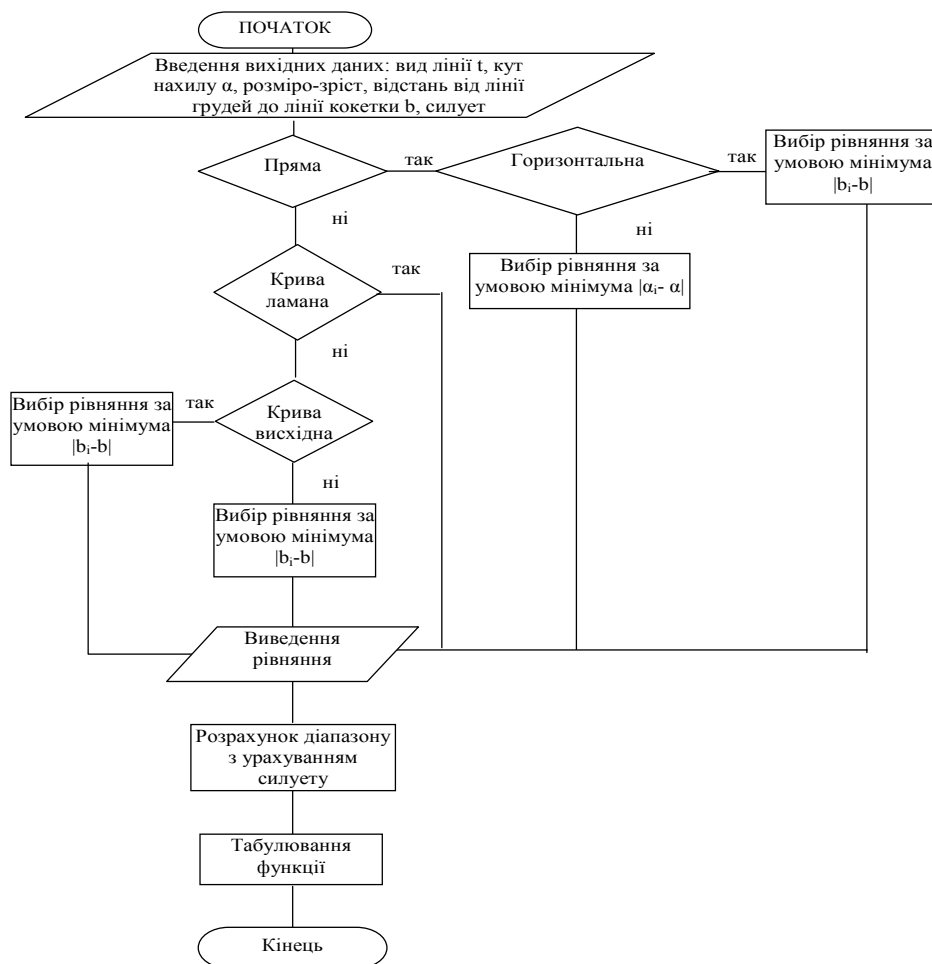 ПОЧАТОК
Введення вихідних даних: вид лінії t, кут
нахилу α, розміро-зріст, відстань від лінії
грудей до лінії кокетки b, силует
Пряма
так
Горизонтальна
так
Вибір рівняння за
умовою мінімума
|bᵢ-b|
ні
ні
Вибір рівняння за
умовою мінімума |αᵢ- α|
Крива
ламана
так
ні
Вибір рівняння за
умовою мінімума
|bᵢ-b|
так
Крива
висхідна
ні
Вибір рівняння за
умовою мінімума
|bᵢ-b|
Виведення
рівняння
Розрахунок діапазону
з урахуванням
силуету
Табулювання
функції
Кінець